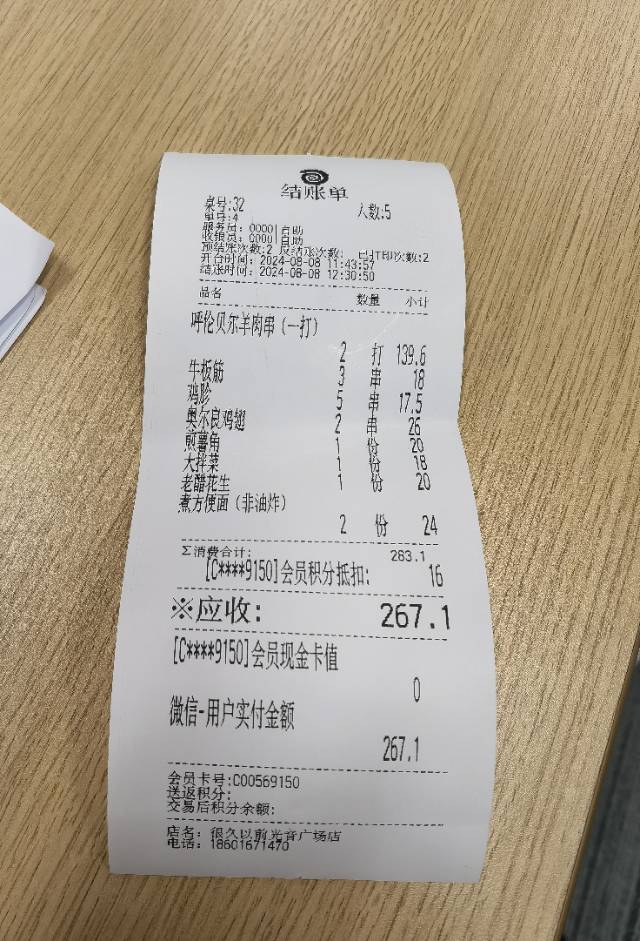 结账单
桌号:32 人数:5
单号:4
服务员: 0000|自助
收银员: 0000|自助
预结账次数:2 反结账次数: 已打印次数:2
开台时间: 2024-08-08 11:43:57
结账时间: 2024-08-08 12:30:50
品名 数量 小计
呼伦贝尔羊肉串(一打)
2 打 139.6
牛板筋 3 串 18
鸡胗 5 串 17.5
奥尔良鸡翅 2 串 26
煎薯角 1 份 20
大拌菜 1 份 18
老醋花生 1 份 20
煮方便面(非油炸)
2 份 24
Σ消费合计: 283.1
[C****9150]会员积分抵扣: 16
※应收: 267.1
[C****9150]会员现金卡值
0
微信-用户实付金额
267.1
会员卡号:C00569150
送返积分:
交易后积分余额:
店名: 很久以前光音广场店
电话: 18601671470